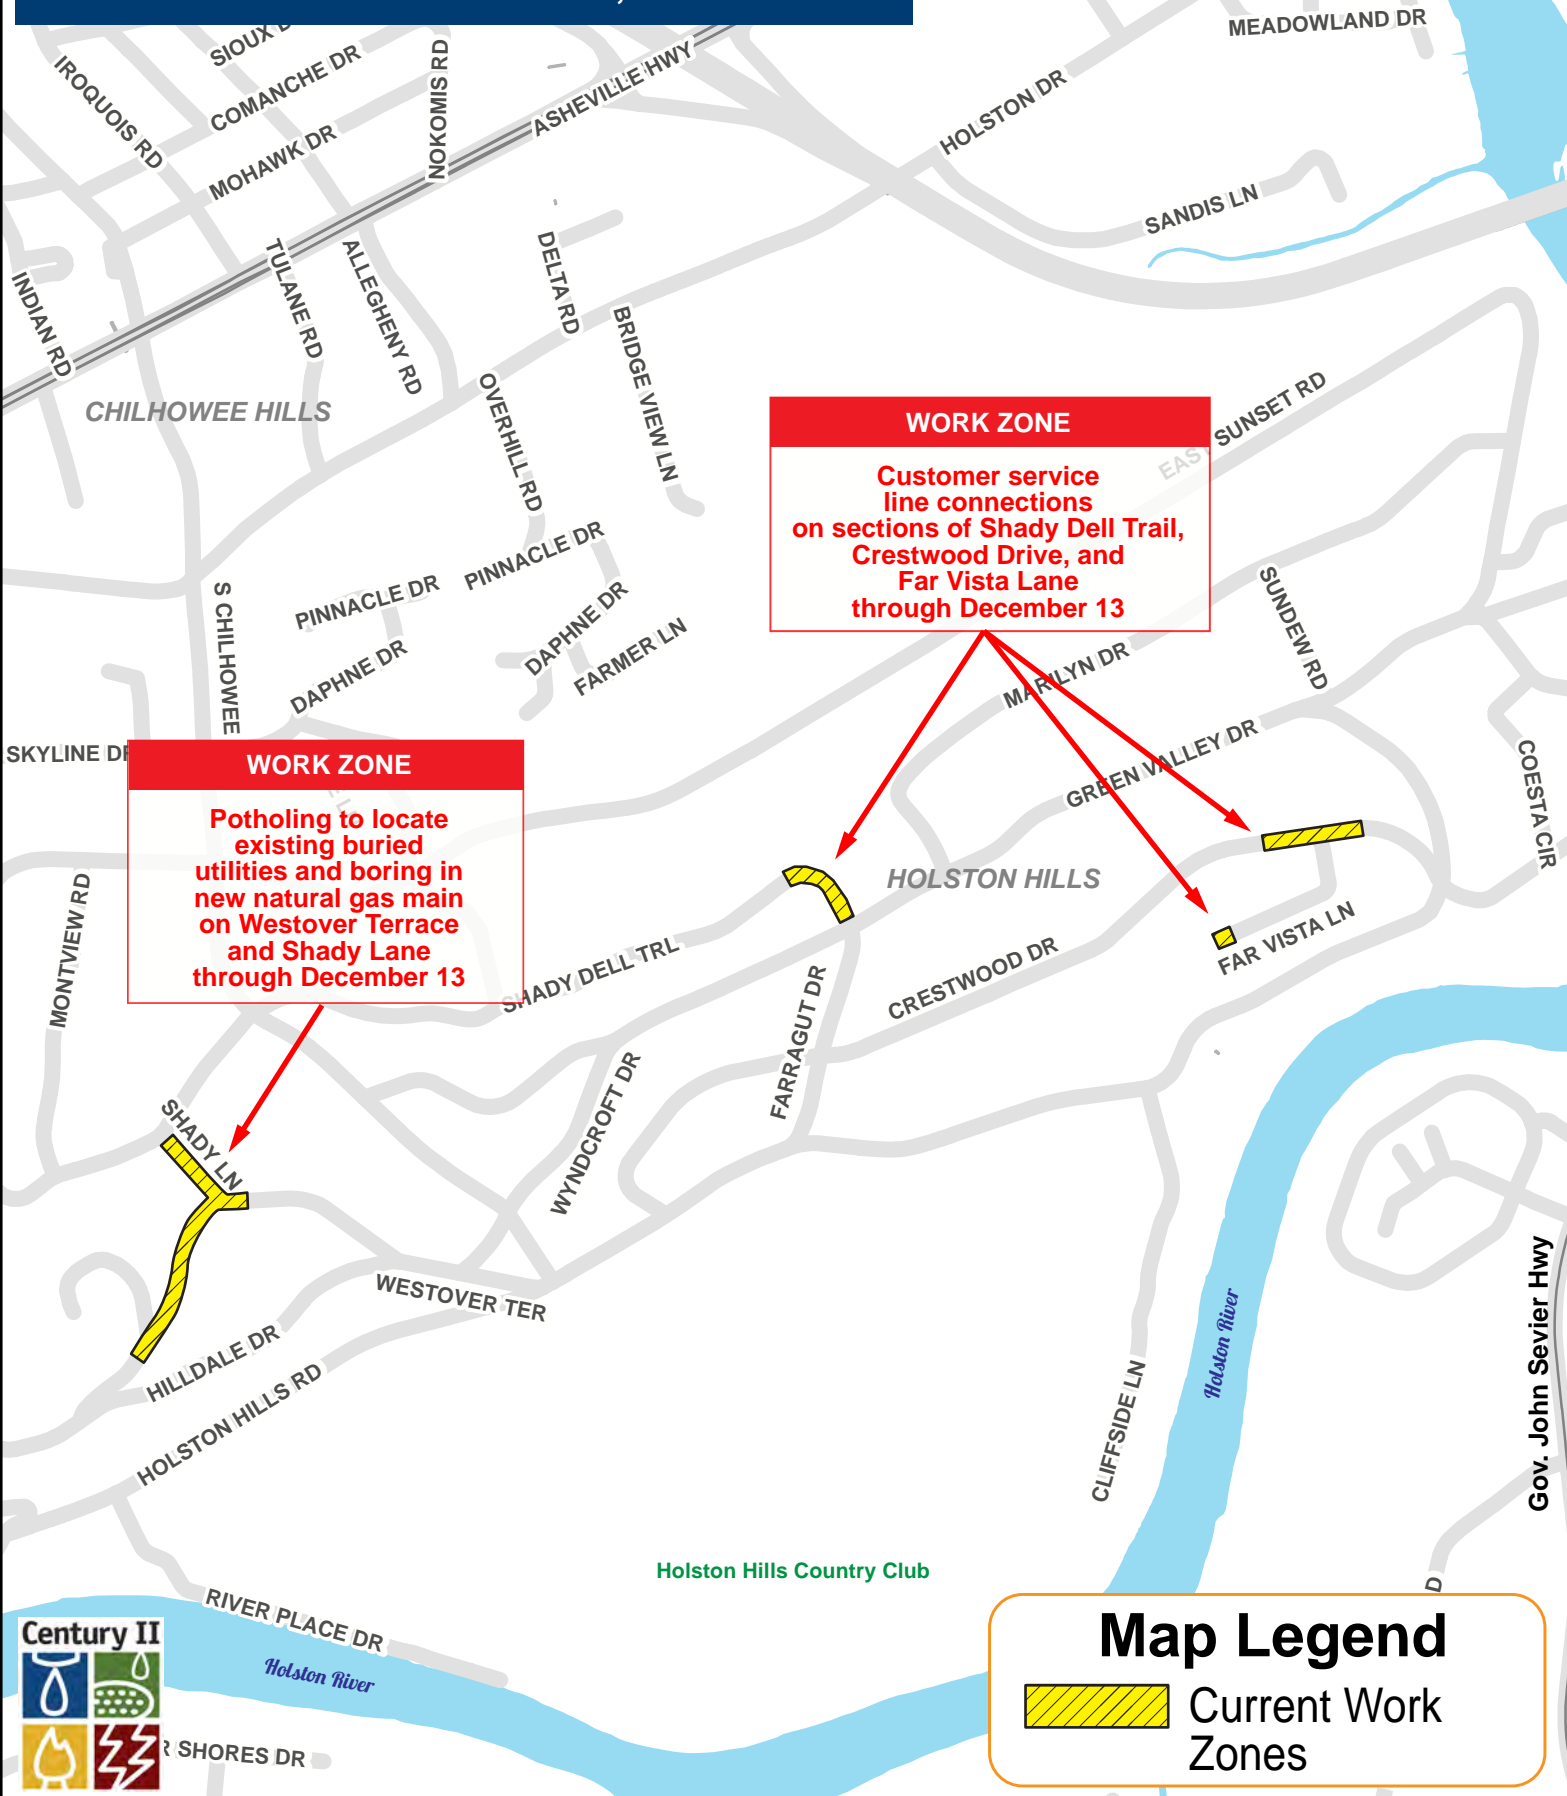 MEADOWLAND DR
SIOUX D
IROQUOIS RD
COMANCHE DR
NOKOMIS RD
ASHEVILLE HWY
HOLSTON DR
MOHAWK DR
SANDIS LN
INDIAN RD
TULANE RD
ALLEGHENY RD
DELTA RD
BRIDGE VIEW LN
CHILHOWEE HILLS
OVERHILL RD
EAST SUNSET RD
WORK ZONE
Customer service
line connections
on sections of Shady Dell Trail,
Crestwood Drive, and
Far Vista Lane
through December 13
PINNACLE DR
PINNACLE DR
S CHILHOWEE
DAPHNE DR
DAPHNE DR
FARMER LN
SUNDEW RD
MARILYN DR
GREEN VALLEY DR
COESTA CIR
SKYLINE DR
WORK ZONE
Potholing to locate
existing buried
utilities and boring in
new natural gas main
on Westover Terrace
and Shady Lane
through December 13
MONTVIEW RD
HOLSTON HILLS
SHADY DELL TRL
FARRAGUT DR
CRESTWOOD DR
FAR VISTA LN
SHADY LN
WYNDCROFT DR
WESTOVER TER
HILLDALE DR
HOLSTON HILLS RD
CLIFFSIDE LN
Holston River
Gov. John Sevier Hwy
Holston Hills Country Club
D
RIVER PLACE DR
Holston River
Century II
R SHORES DR
Map Legend
Current Work
Zones